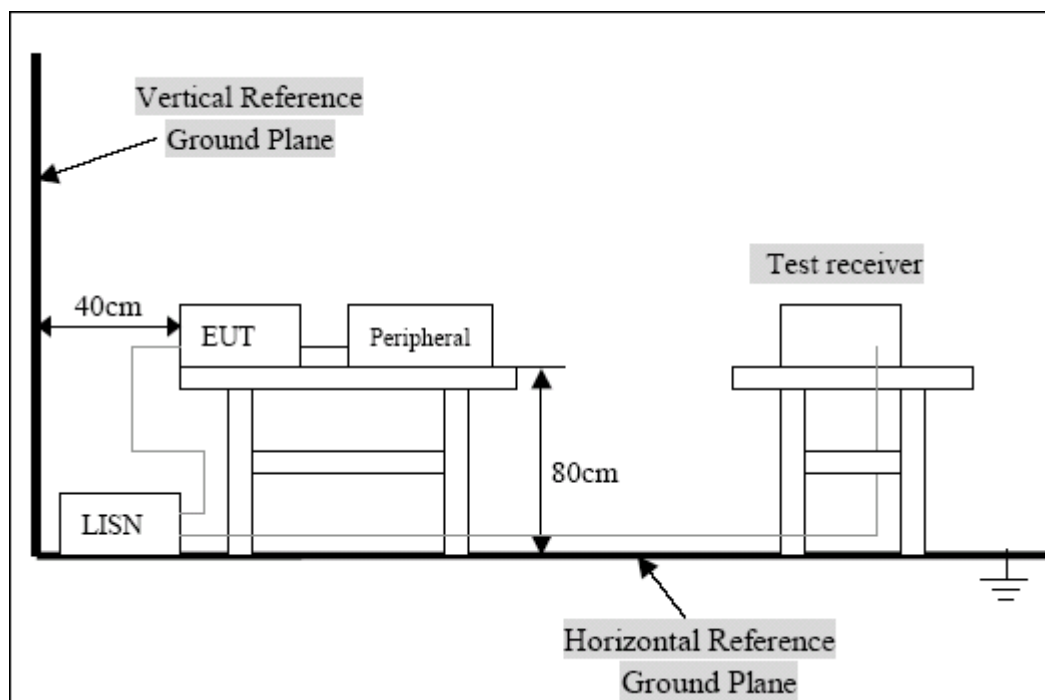 Vertical Reference
Ground Plane
Test receiver
40cm
EUT
Peripheral
80cm
LISN
Horizontal Reference
Ground Plane